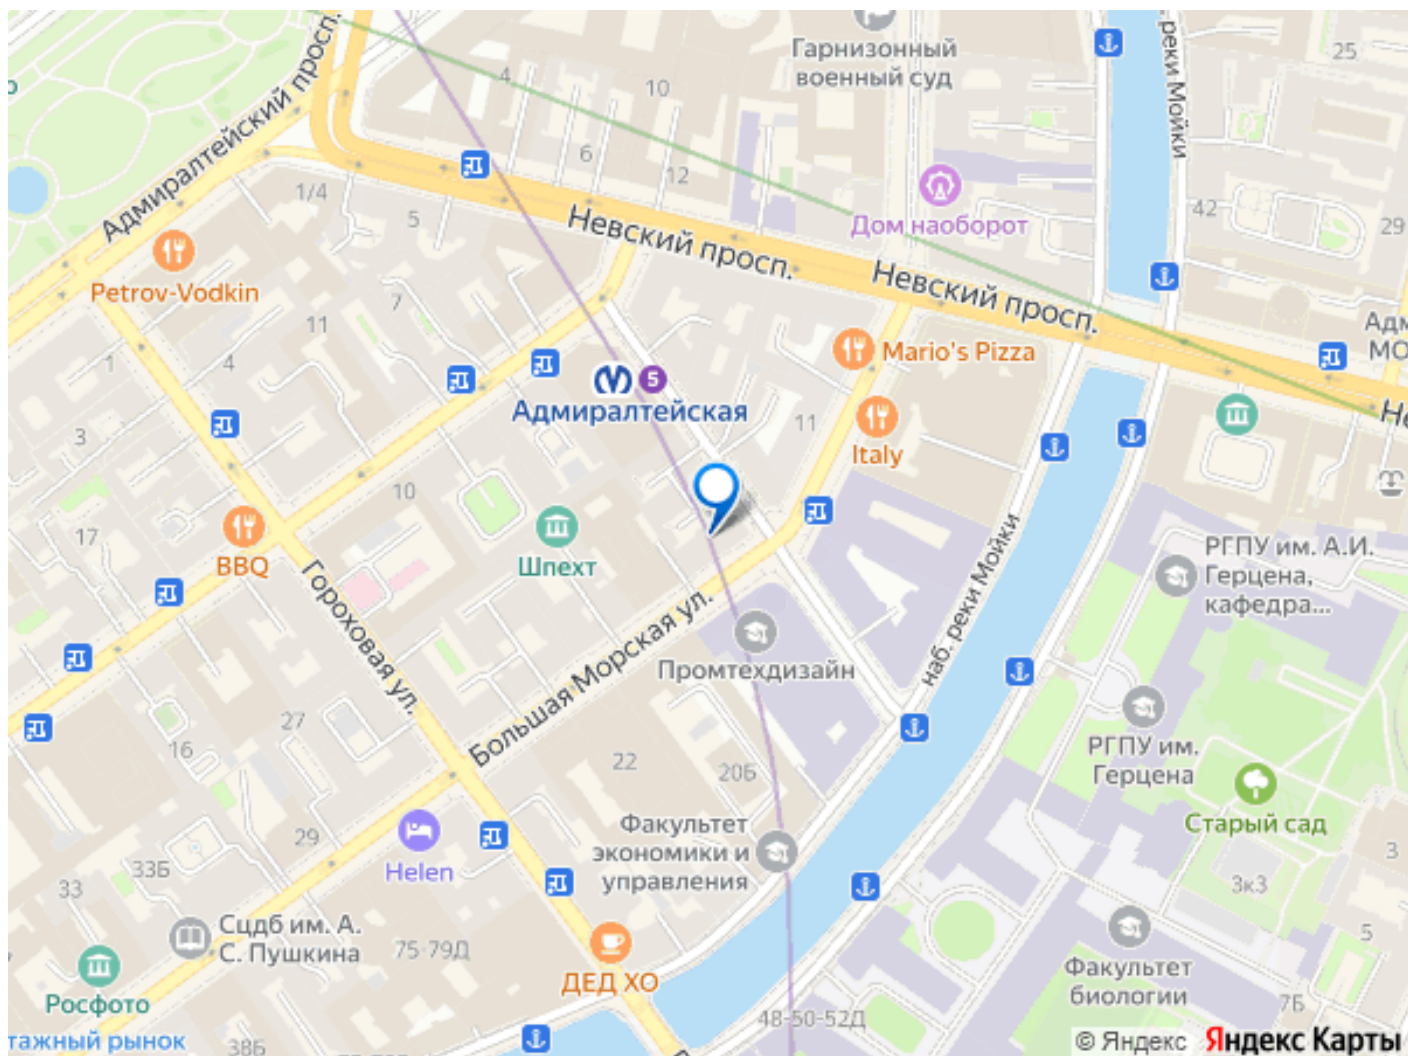 Адмиралтейский просп.
Гарнизонный
военный суд
реки Мойки
25
4
10
6
12
1/4
5
42
29
Дом наоборот
Невский просп.
Невский просп.
Petrov-Vodkin
7
11
4
1
3
Mario's Pizza
5
Адмиралтейская
11
Italy
10
17
BBQ
Шпехт
Гороховая ул.
Большая Морская ул.
Промтехдизайн
наб. реки Мойки
РГПУ им. А.И.
Герцена,
кафедра...
РГПУ им.
Герцена
Старый сад
27
16
22
20Б
29
33Б
33
Helen
Факультет
экономики и
управления
3
3к3
5
Сцдб им. А.
С. Пушкина
75-79Д
Росфото
ДЕД ХО
Факультет
биологии
7Б
48-50-52Д
тажный рынок
38Б
© Яндекс Яндекс Карты